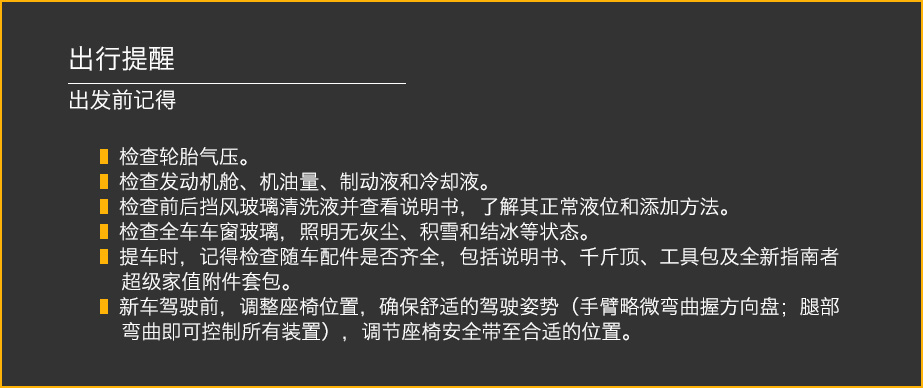 出行提醒
出发前记得
检查轮胎气压。
检查发动机舱、机油量、制动液和冷却液。
检查前后挡风玻璃清洗液并查看说明书，了解其正常液位和添加方法。
检查全车车窗玻璃，照明无灰尘、积雪和结冰等状态。
提车时，记得检查随车配件是否齐全，包括说明书、千斤顶、工具包及全新指南者
超级家值附件套包。
新车驾驶前，调整座椅位置，确保舒适的驾驶姿势（手臂略微弯曲握方向盘；腿部
弯曲即可控制所有装置），调节座椅安全带至合适的位置。